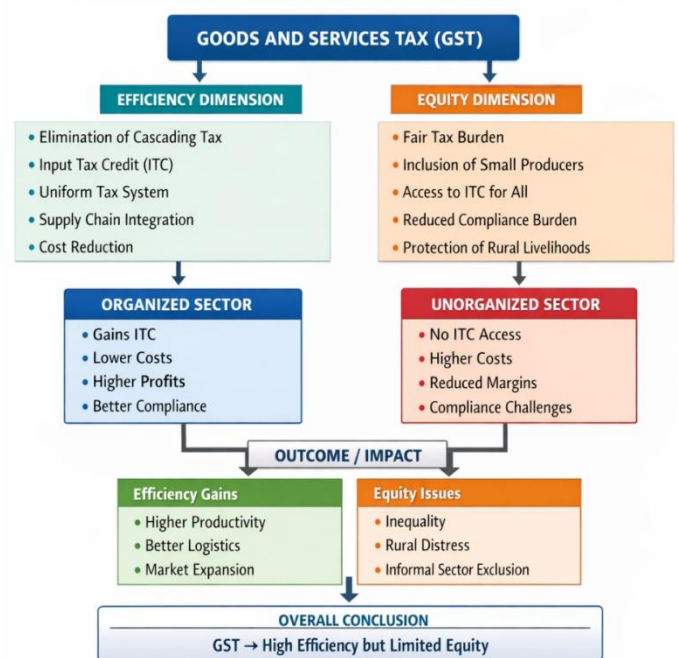 GOODS AND SERVICES TAX (GST)
EFFICIENCY DIMENSION
• Elimination of Cascading Tax
• Input Tax Credit (ITC)
• Uniform Tax System
• Supply Chain Integration
• Cost Reduction
EQUITY DIMENSION
• Fair Tax Burden
• Inclusion of Small Producers
• Access to ITC for All
• Reduced Compliance Burden
• Protection of Rural Livelihoods
ORGANIZED SECTOR
• Gains ITC
• Lower Costs
• Higher Profits
• Better Compliance
UNORGANIZED SECTOR
• No ITC Access
• Higher Costs
• Reduced Margins
• Compliance Challenges
OUTCOME / IMPACT
Efficiency Gains
• Higher Productivity
• Better Logistics
• Market Expansion
Equity Issues
• Inequality
• Rural Distress
• Informal Sector Exclusion
OVERALL CONCLUSION
GST → High Efficiency but Limited Equity